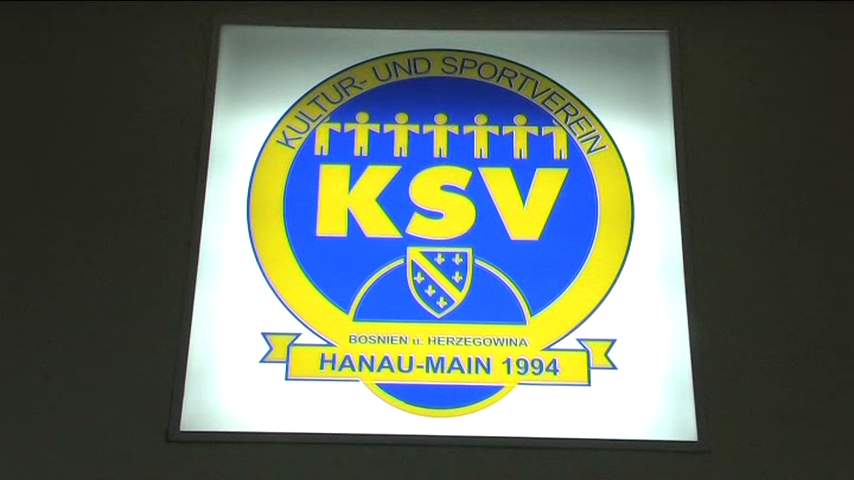 KULTUR- UND SPORTVEREIN
KSV
BOSNIEN u. HERZEGOWINA
HANAU-MAIN 1994